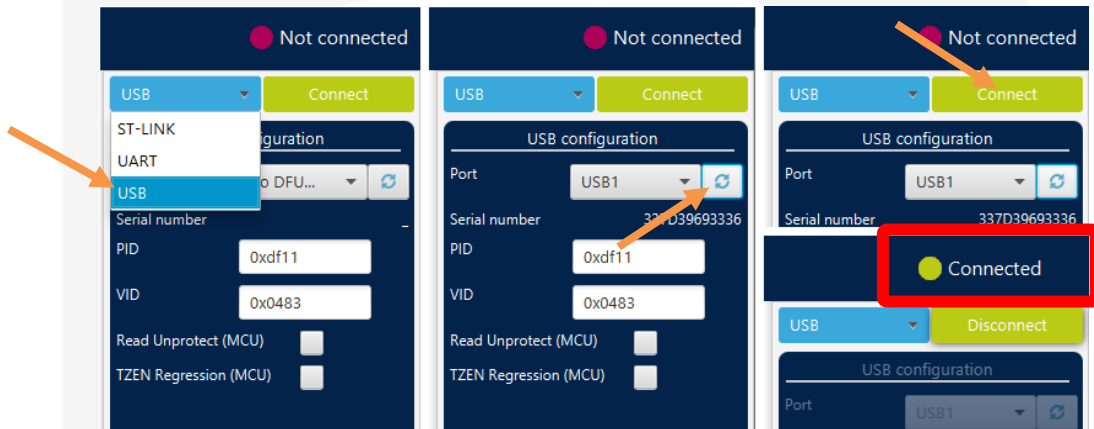 Not connected
USB
Connect
ST-LINK
UART
USB
iguration
o DFU...
Serial number
_
PID
0xdf11
VID
0x0483
Read Unprotect (MCU)
TZEN Regression (MCU)
Not connected
USB
Connect
USB configuration
Port
USB1
Serial number
337D39693336
PID
0xdf11
VID
0x0483
Read Unprotect (MCU)
TZEN Regression (MCU)
Not connected
USB
Connect
USB configuration
Port
USB1
Serial number
337D39693336
Connected
USB
Disconnect
USB configuration
Port
USB1